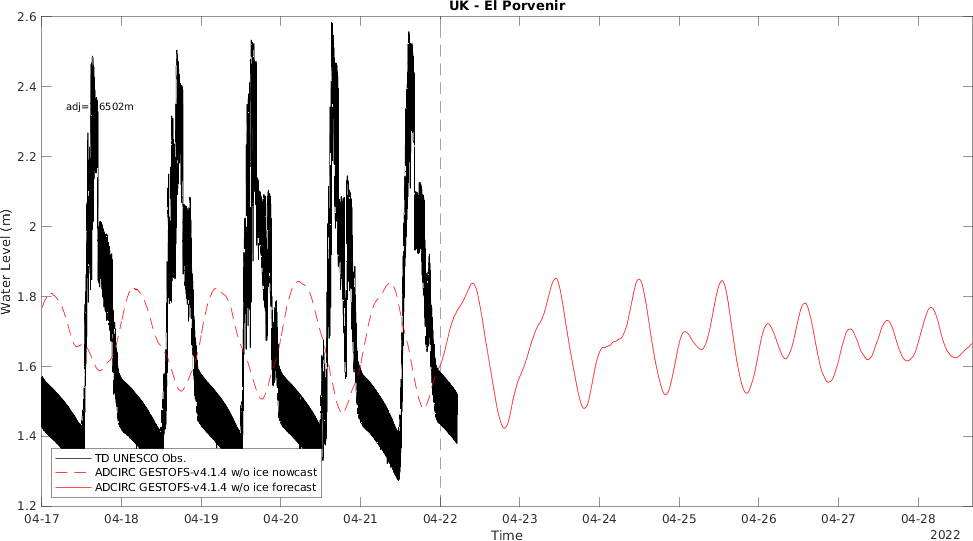 UK - El Porvenir
2.6
2.4
2.2
2
1.8
1.6
1.4
1.2
Water Level (m)
adj= 6502m
TD UNESCO Obs.
ADCIRC GESTOFS-v4.1.4 w/o ice nowcast
ADCIRC GESTOFS-v4.1.4 w/o ice forecast
04-17 04-18 04-19 04-20 04-21 04-22 04-23 04-24 04-25 04-26 04-27 04-28
Time
2022